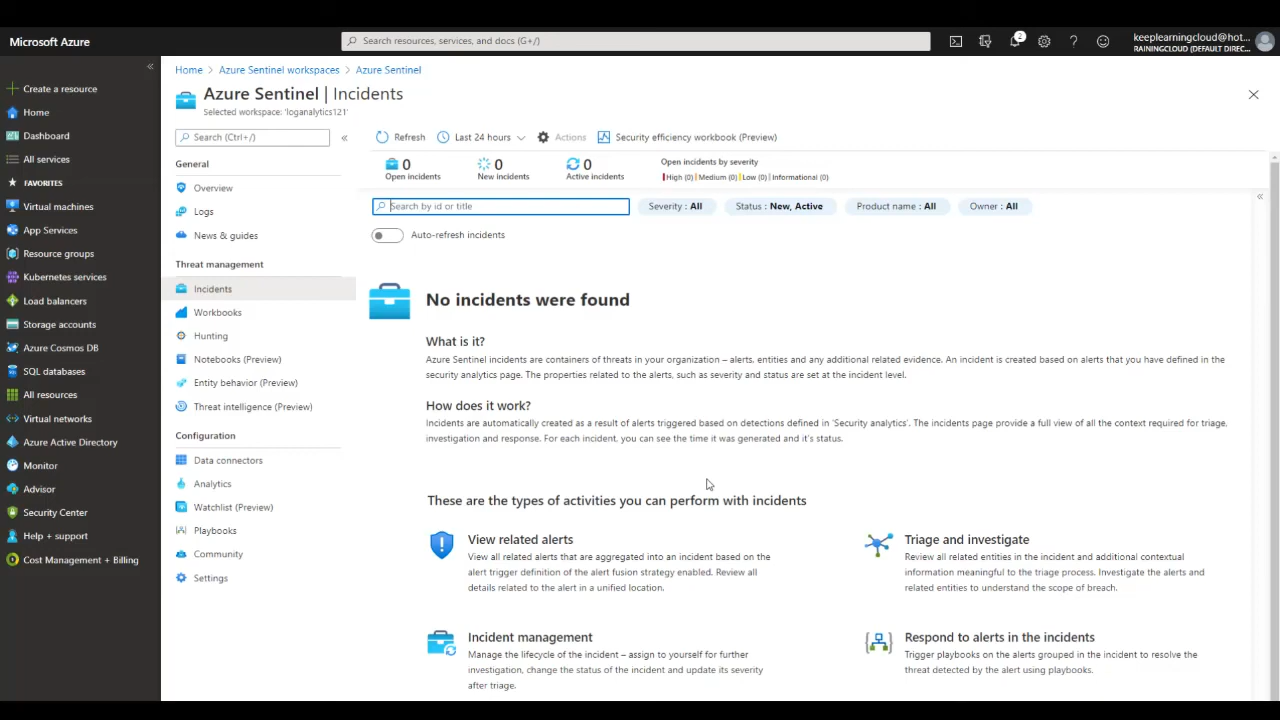 Microsoft Azure
Search resources, services, and docs (G+/)
2
keeplearningcloud@hot...
RAININGCLOUD (DEFAULT DIREC...
Create a resource
Home
Dashboard
All services
FAVORITES
Virtual machines
App Services
Resource groups
Kubernetes services
Load balancers
Storage accounts
Azure Cosmos DB
SQL databases
All resources
Virtual networks
Azure Active Directory
Monitor
Advisor
Security Center
Help + support
Cost Management + Billing
Home > Azure Sentinel workspaces > Azure Sentinel
Azure Sentinel | Incidents
Selected workspace: 'loganalytics121'
Search (Ctrl+/)
General
Overview
Logs
News & guides
Threat management
Incidents
Workbooks
Hunting
Notebooks (Preview)
Entity behavior (Preview)
Threat intelligence (Preview)
Configuration
Data connectors
Analytics
Watchlist (Preview)
Playbooks
Community
Settings
Refresh Last 24 hours Actions Security efficiency workbook (Preview)
0 Open incidents
0 New incidents
0 Active incidents
Open incidents by severity
High (0) Medium (0) Low (0) Informational (0)
Search by id or title
Severity : All Status : New, Active Product name : All Owner : All
Auto-refresh incidents
No incidents were found
What is it?
Azure Sentinel incidents are containers of threats in your organization – alerts, entities and any additional related evidence. An incident is created based on alerts that you have defined in the
security analytics page. The properties related to the alerts, such as severity and status are set at the incident level.
How does it work?
Incidents are automatically created as a result of alerts triggered based on detections defined in 'Security analytics'. The incidents page provide a full view of all the context required for triage,
investigation and response. For each incident, you can see the time it was generated and it's status.
These are the types of activities you can perform with incidents
View related alerts
View all related alerts that are aggregated into an incident based on the
alert trigger definition of the alert fusion strategy enabled. Review all
details related to the alert in a unified location.
Triage and investigate
Review all related entities in the incident and additional contextual
information meaningful to the triage process. Investigate the alerts and
related entities to understand the scope of breach.
Incident management
Manage the lifecycle of the incident – assign to yourself for further
investigation, change the status of the incident and update its severity
after triage.
Respond to alerts in the incidents
Trigger playbooks on the alerts grouped in the incident to resolve the
threat detected by the alert using playbooks.